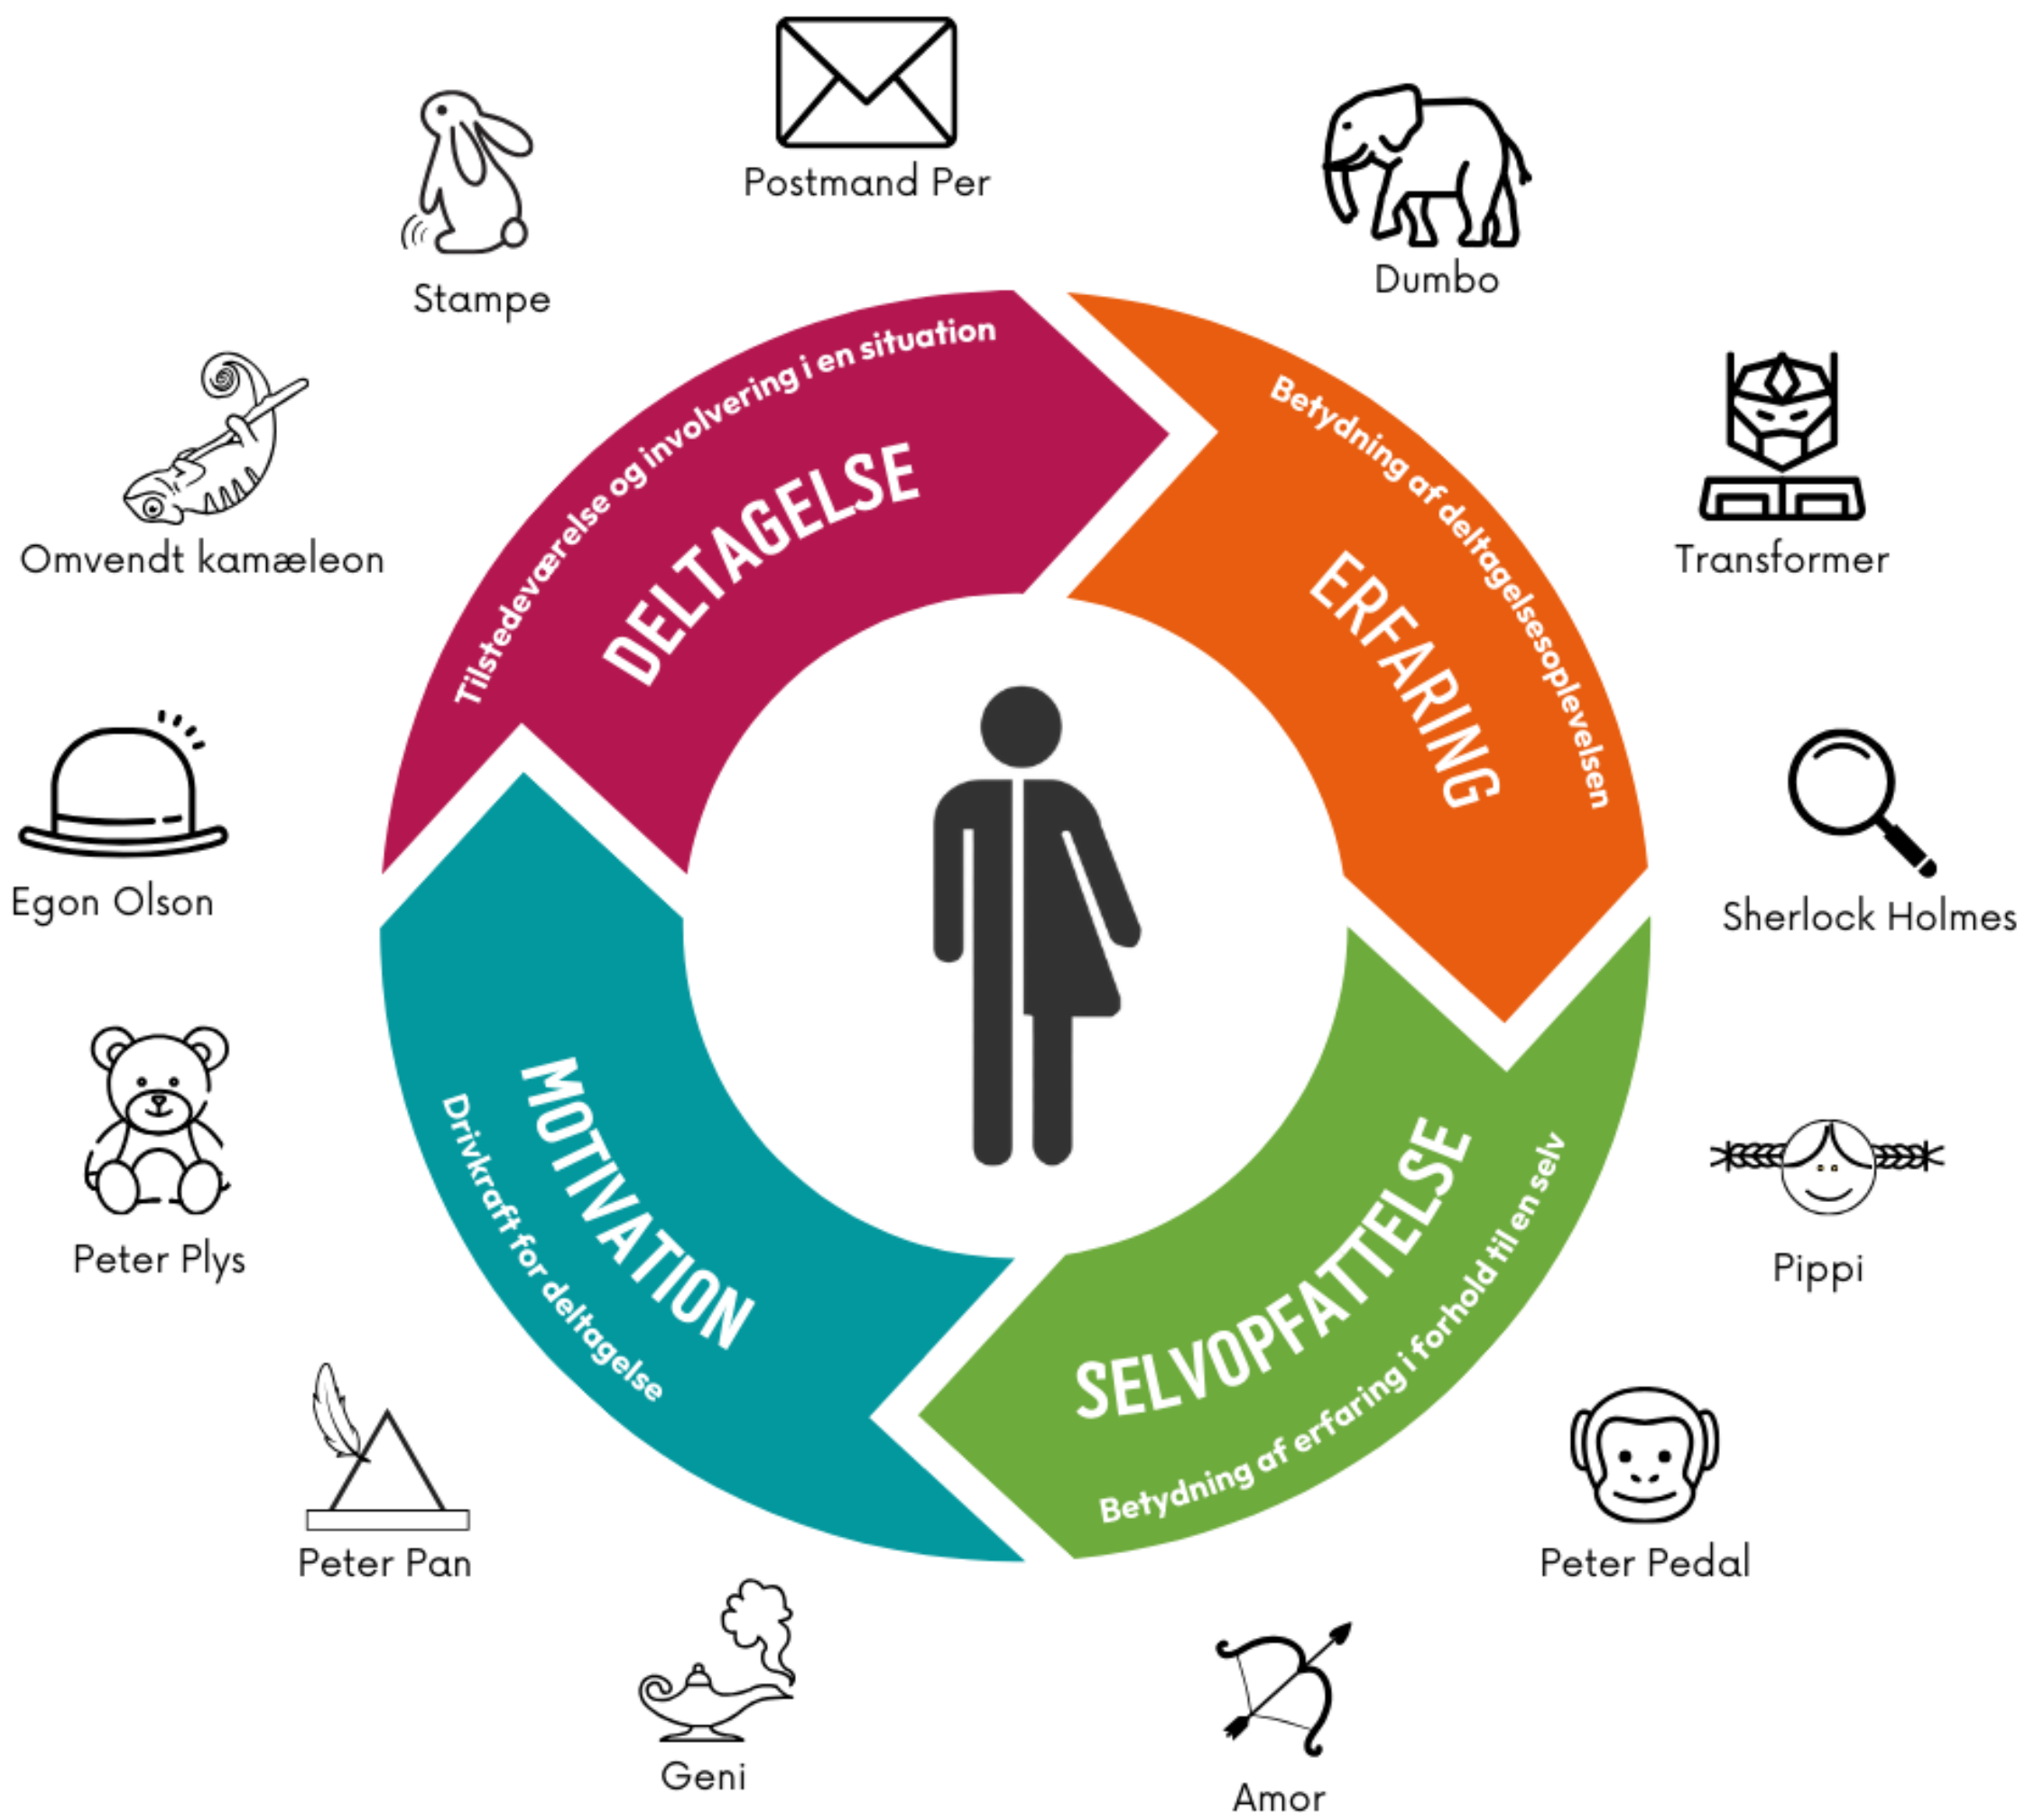 Postmand Per
Dumbo
Transformer
Sherlock Holmes
Pippi
Peter Pedal
Amor
Geni
Peter Pan
Peter Plys
Egon Olson
Omvendt kamæleon
Stampe
Tilstedeværelse og involvering i en situation
DELTAGELSE
Betydning af deltagelsesoplevelsen
ERFARING
SELVOPFATTELSE
Betydning af erfaring i forhold til en selv
MOTIVATION
Drivkraft for deltagelse